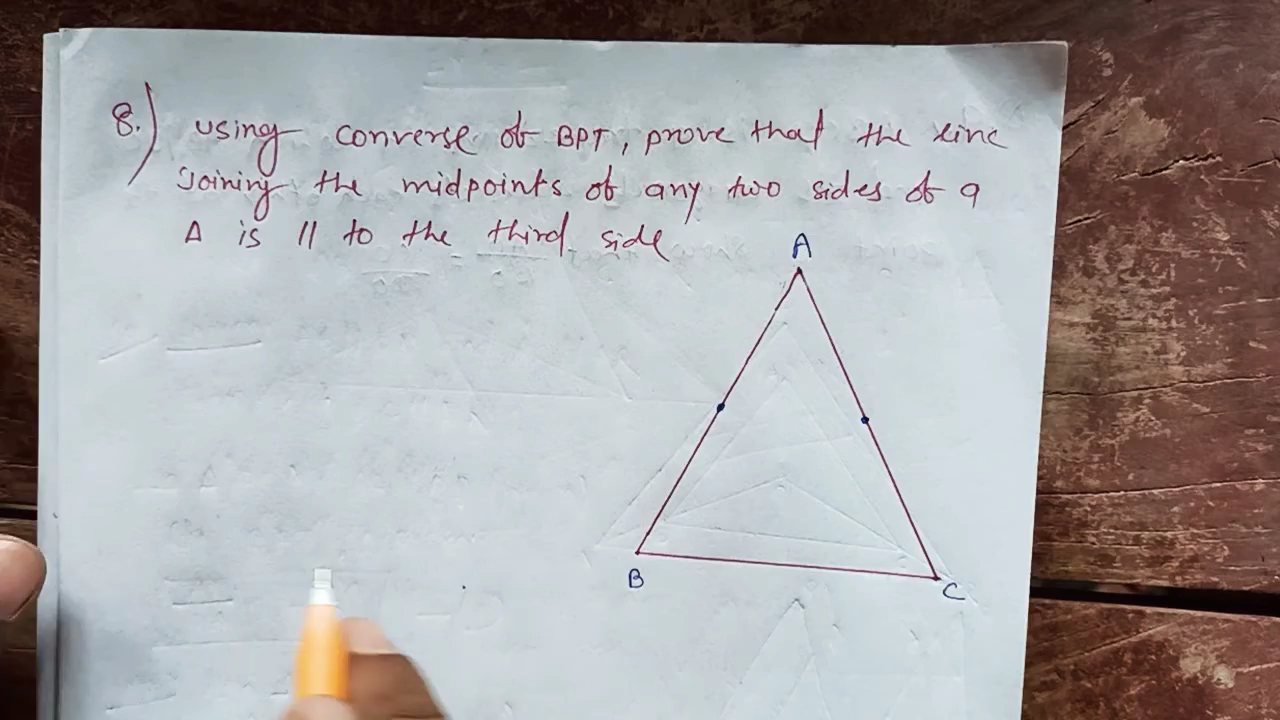 8.) using converse of BPT, prove that the line
Joining the midpoints of any two sides of a
Δ is || to the third side
A
B
C